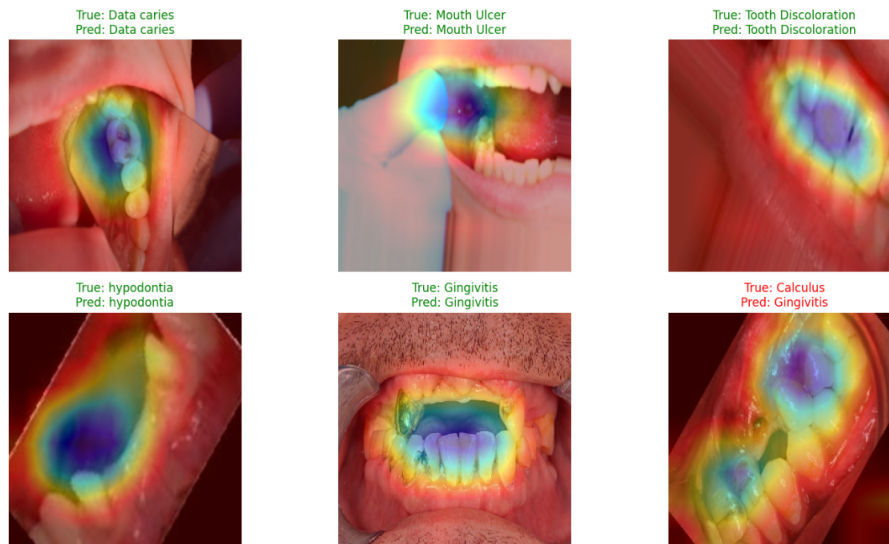 True: Data caries
Pred: Data caries
True: Mouth Ulcer
Pred: Mouth Ulcer
True: Tooth Discoloration
Pred: Tooth Discoloration
True: hypodontia
Pred: hypodontia
True: Gingivitis
Pred: Gingivitis
True: Calculus
Pred: Gingivitis